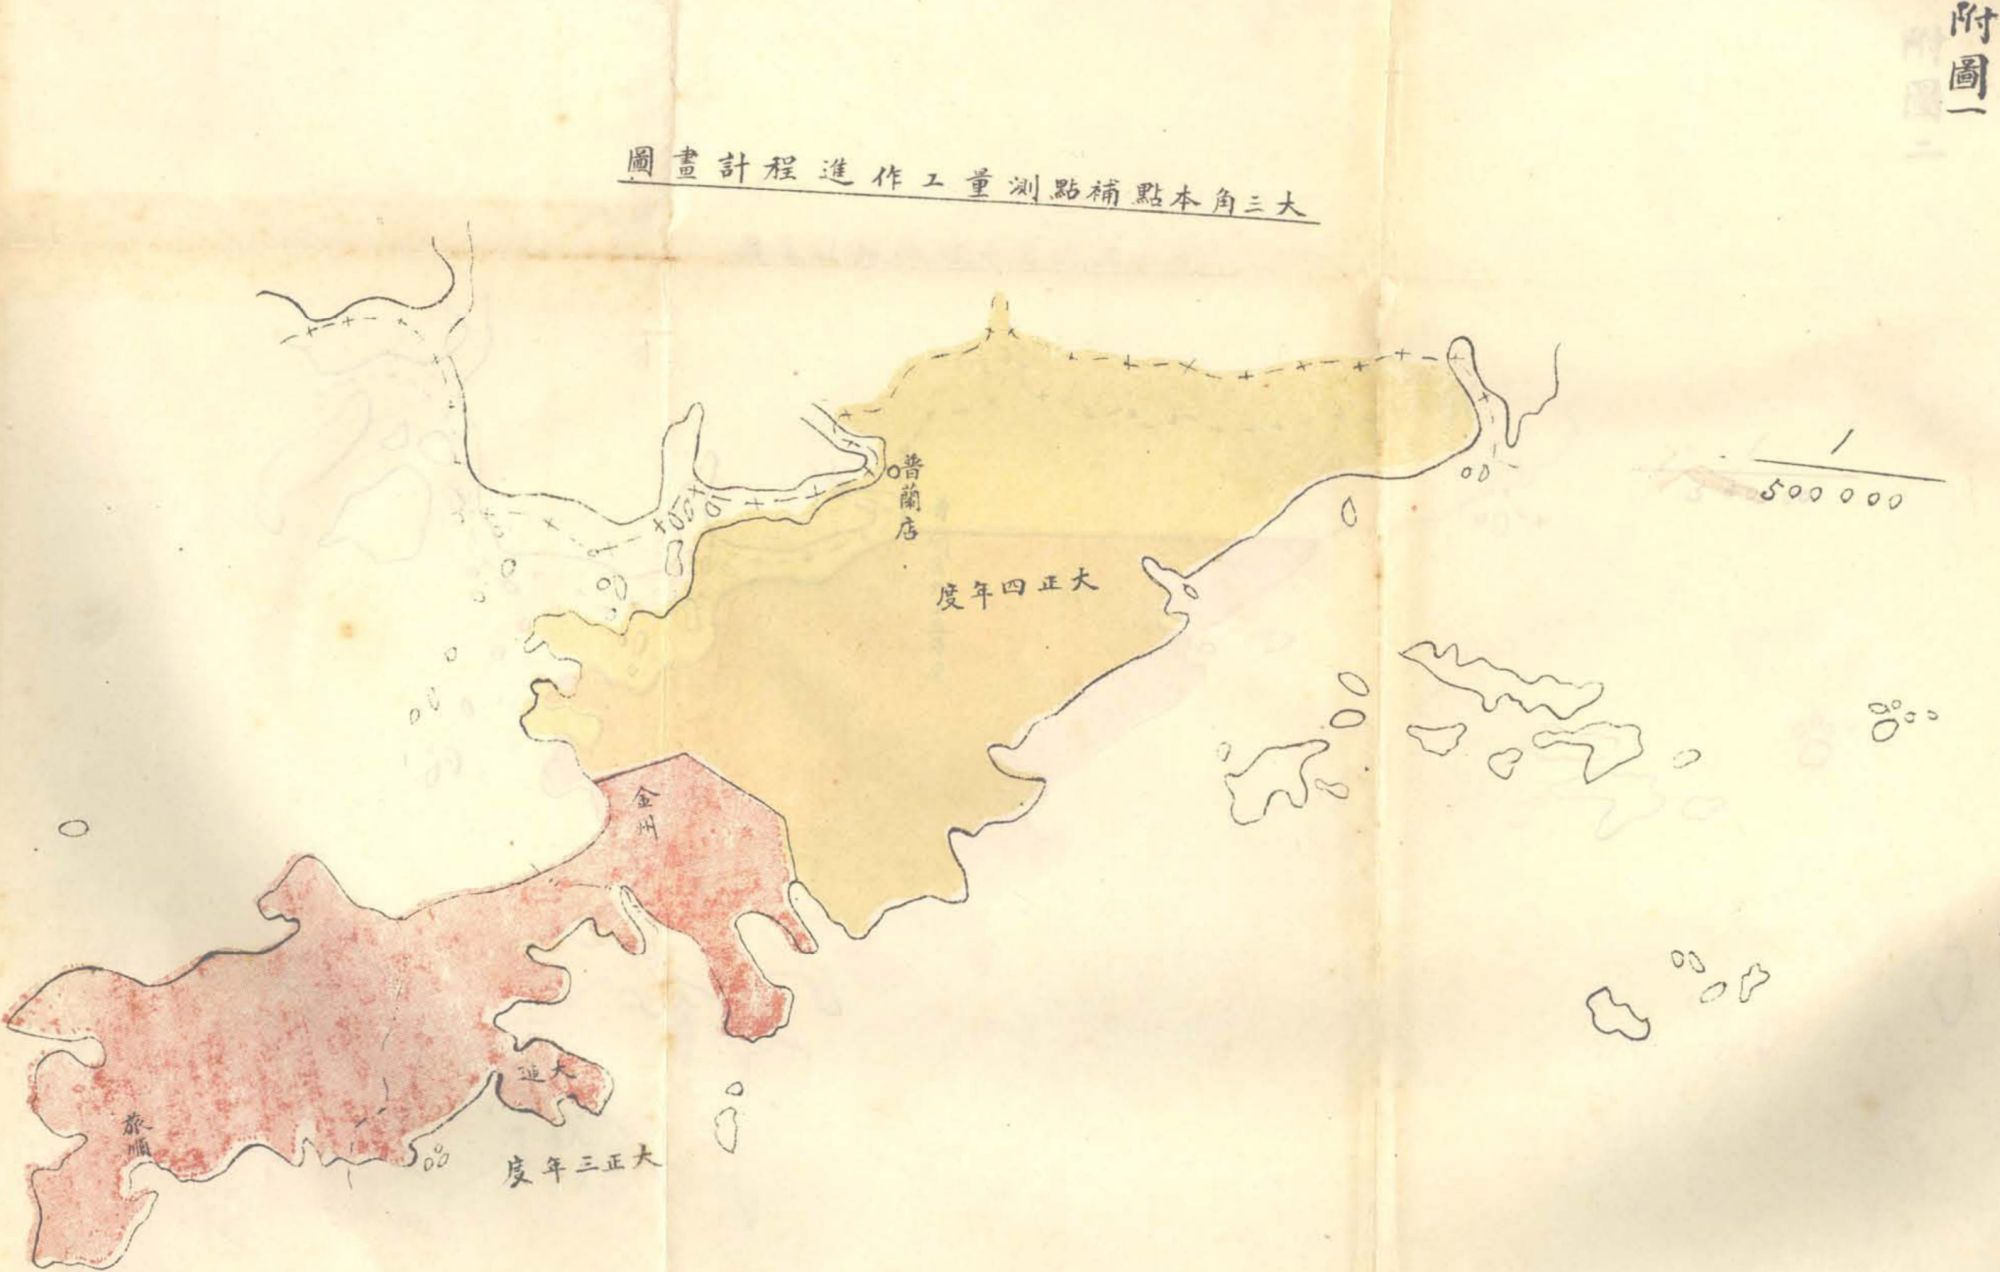 附圖一
大三角本點補點測量工作進程計畫圖
1
500000
普蘭店
大正四年度
金州
大連
旅順
大正三年度